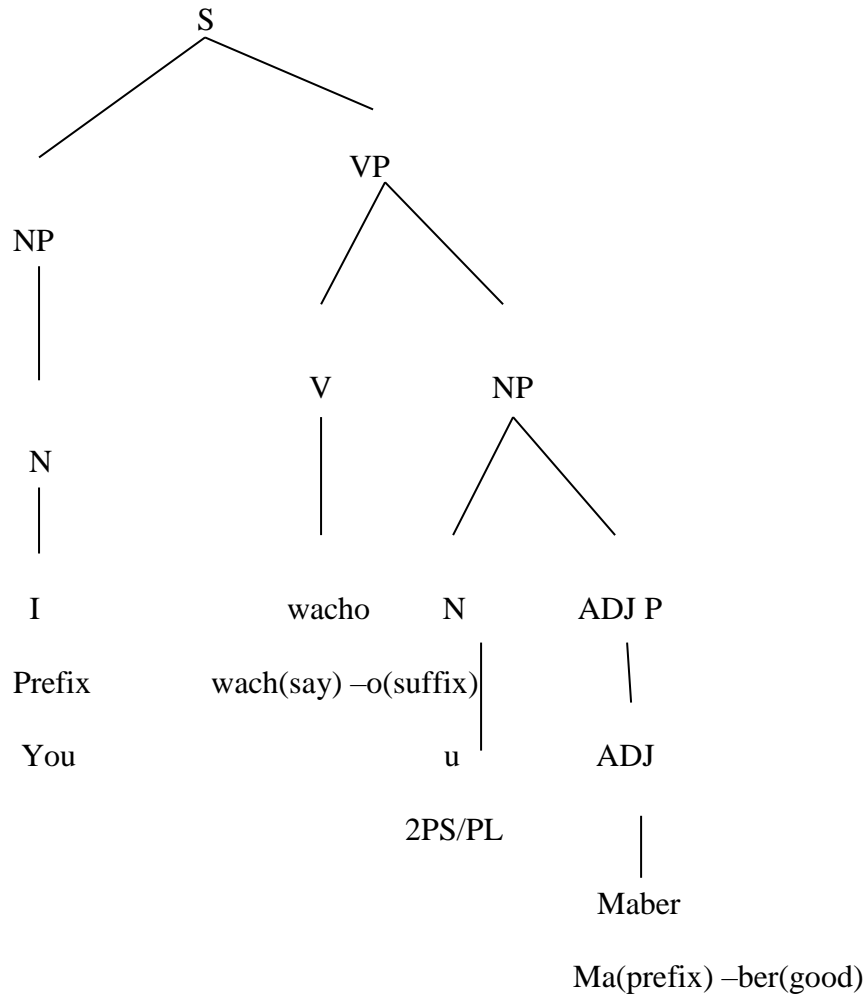 S
VP
NP
V NP
N
I wacho N ADJ P
Prefix wach(say) –o(suffix)
You u ADJ
2PS/PL
Maber
Ma(prefix) –ber(good)